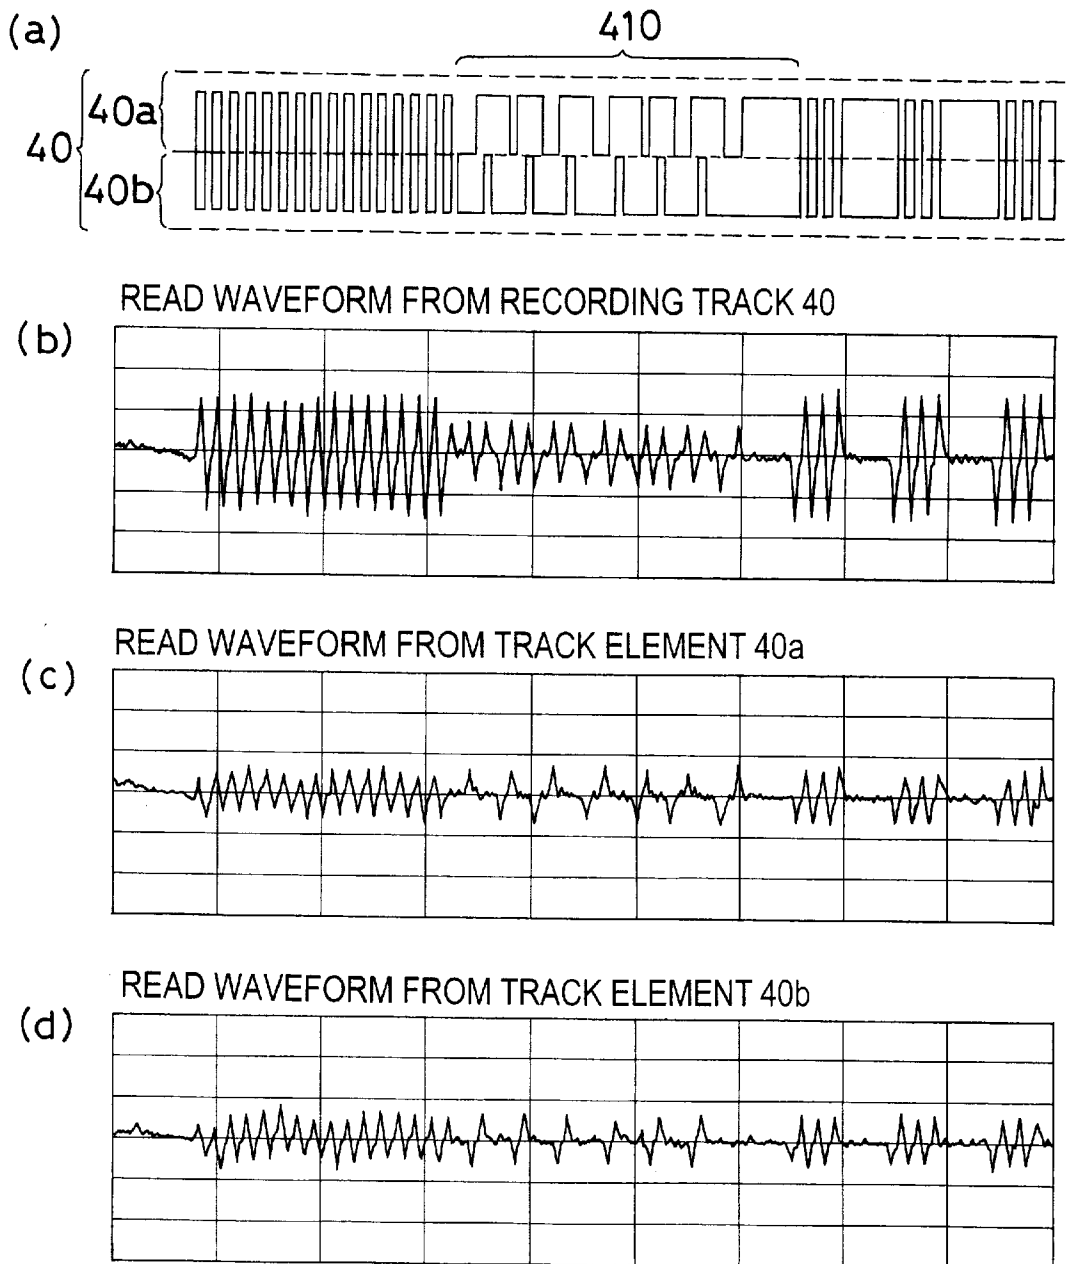 (a)
410
40a
40
40b
READ WAVEFORM FROM RECORDING TRACK 40
(b)
READ WAVEFORM FROM TRACK ELEMENT 40a
(c)
READ WAVEFORM FROM TRACK ELEMENT 40b
(d)